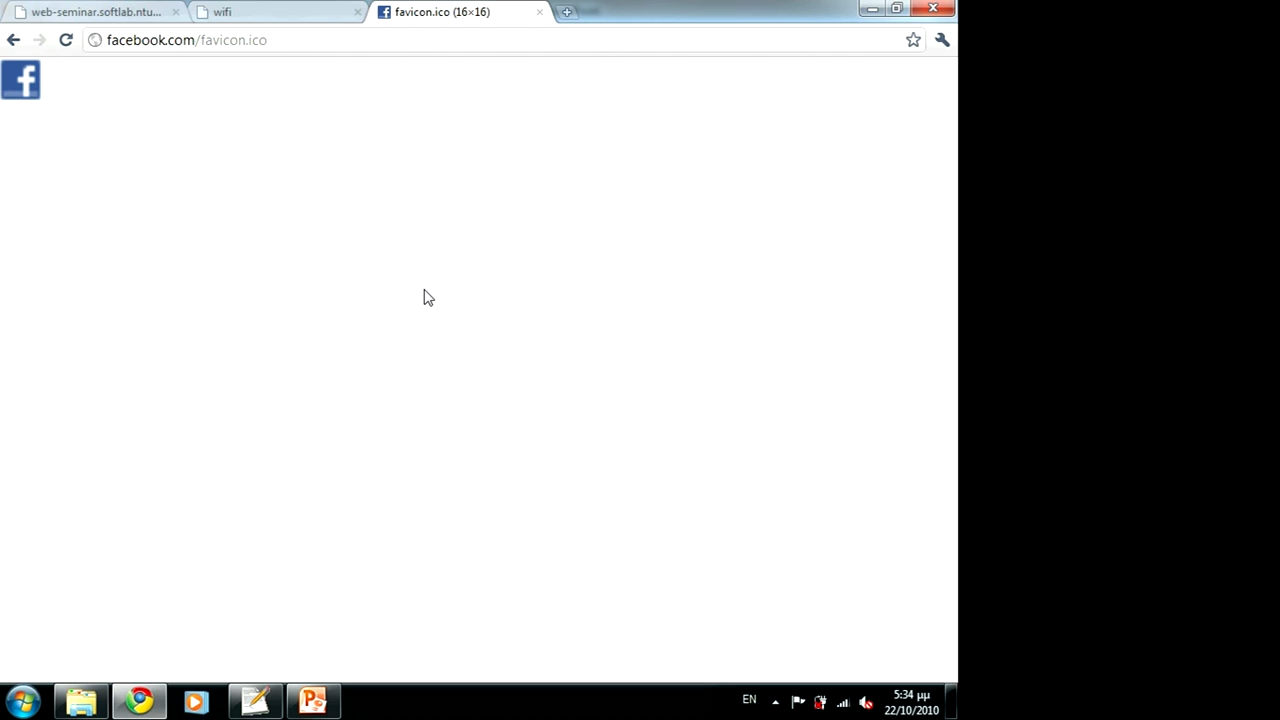 web-seminar.softlab.ntu...
wifi
favicon.ico (16×16)
facebook.com/favicon.ico
f
EN
5:34 μμ
22/10/2010